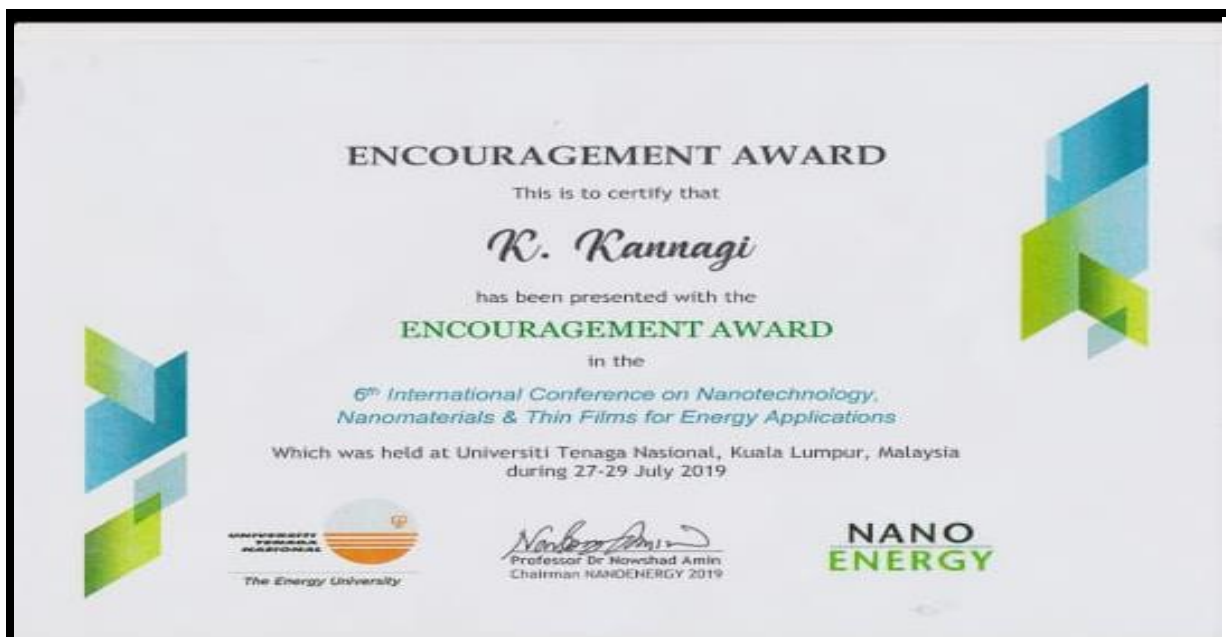 ENCOURAGEMENT AWARD
This is to certify that
K. Kannagi
has been presented with the
ENCOURAGEMENT AWARD
in the
6th International Conference on Nanotechnology,
Nanomaterials & Thin Films for Energy Applications
Which was held at Universiti Tenaga Nasional, Kuala Lumpur, Malaysia
during 27-29 July 2019
UNIVERSITI
TENAGA
NASIONAL
The Energy University
Professor Dr Nowshad Amin
Chairman NANOENERGY 2019
NANO
ENERGY